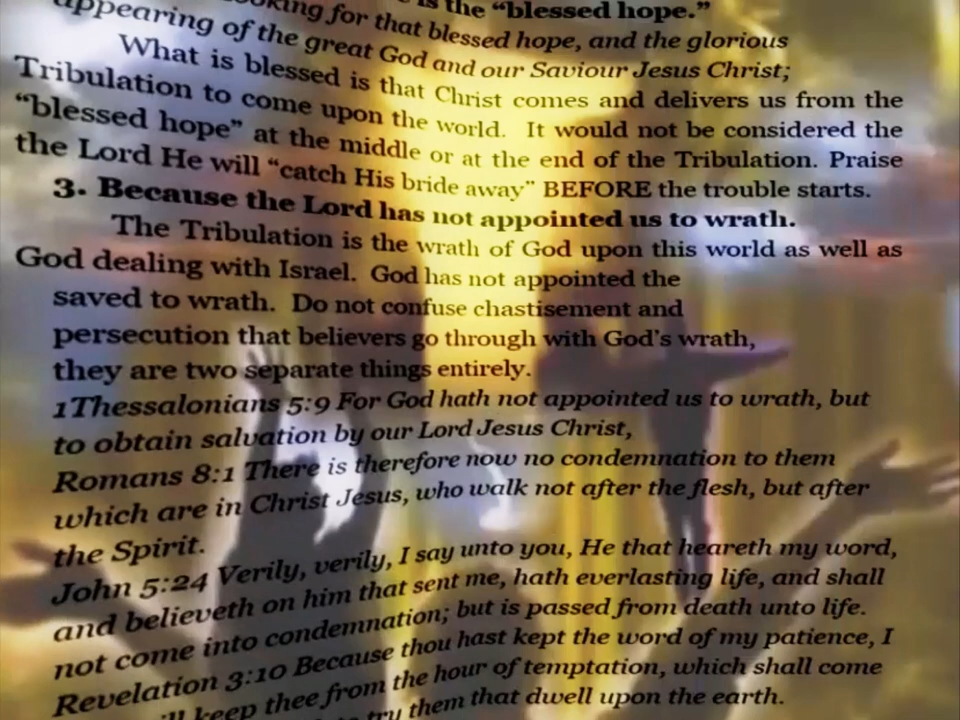 is the “blessed hope.”
for that blessed hope, and the glorious
appearing of the great God and our Saviour Jesus Christ;
What is blessed is that Christ comes and delivers us from the
Tribulation to come upon the world. It would not be considered the
“blessed hope” at the middle or at the end of the Tribulation. Praise
the Lord He will “catch His bride away” BEFORE the trouble starts.
3. Because the Lord has not appointed us to wrath.
The Tribulation is the wrath of God upon this world as well as
God dealing with Israel. God has not appointed the
saved to wrath. Do not confuse chastisement and
persecution that believers go through with God’s wrath,
they are two separate things entirely.
1Thessalonians 5:9 For God hath not appointed us to wrath, but
to obtain salvation by our Lord Jesus Christ,
Romans 8:1 There is therefore now no condemnation to them
which are in Christ Jesus, who walk not after the flesh, but after
the Spirit.
John 5:24 Verily, verily, I say unto you, He that heareth my word,
and believeth on him that sent me, hath everlasting life, and shall
not come into condemnation; but is passed from death unto life.
Revelation 3:10 Because thou hast kept the word of my patience, I
keep thee from the hour of temptation, which shall come
try them that dwell upon the earth.